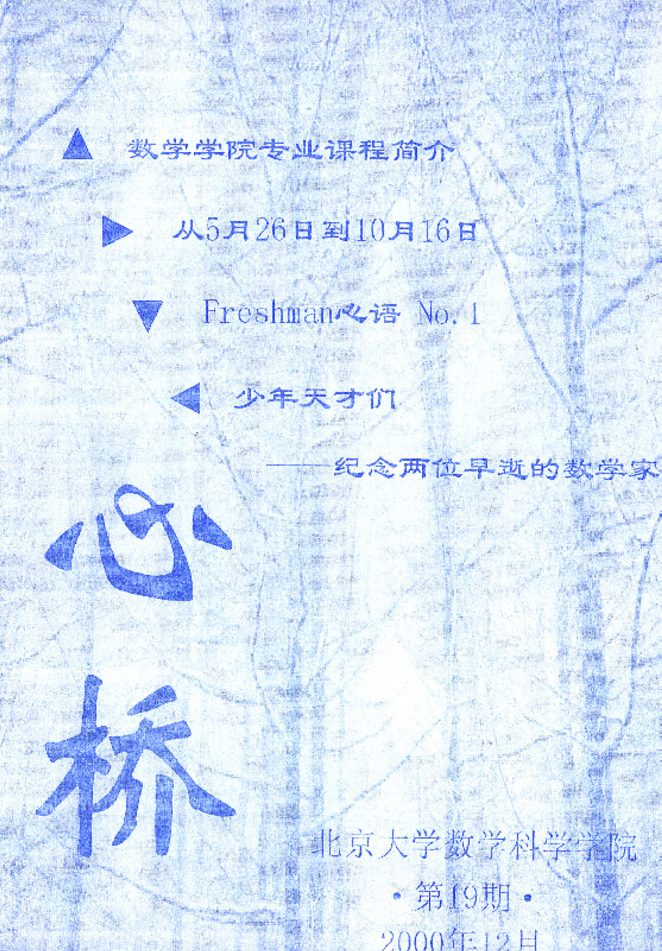 数学学院专业课程简介
从5月26日到10月16日
Freshman心语 No.1
少年天才们
——纪念两位早逝的数学家
心桥
北京大学数学科学学院
·第19期·
2000年12月